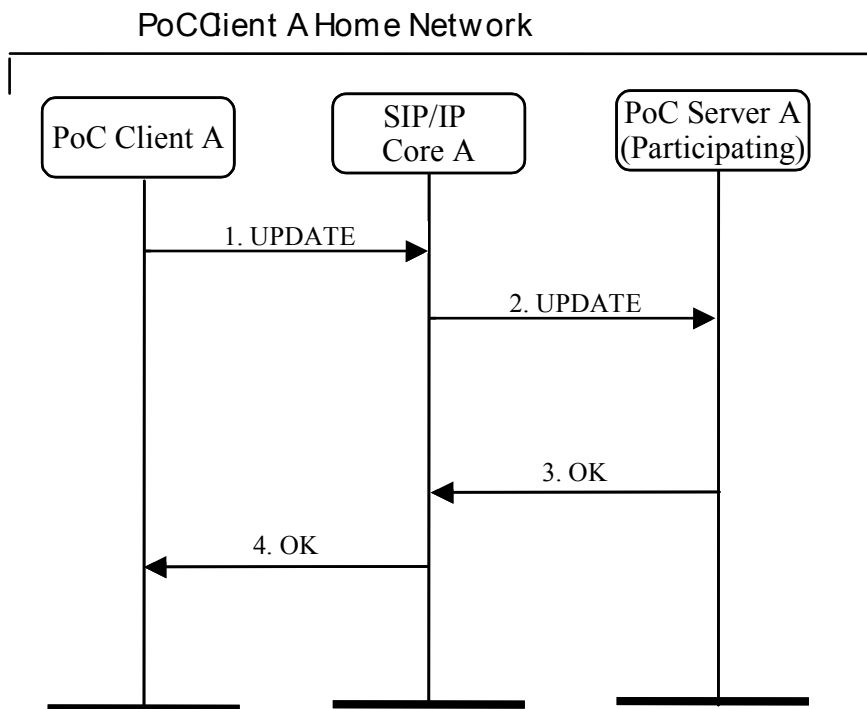 PoCClient A Home Network
PoC Client A
SIP/IP
Core A
PoC Server A
(Participating)
1. UPDATE
2. UPDATE
3. OK
4. OK